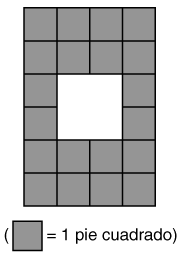 ( = 1 pie cuadrado)